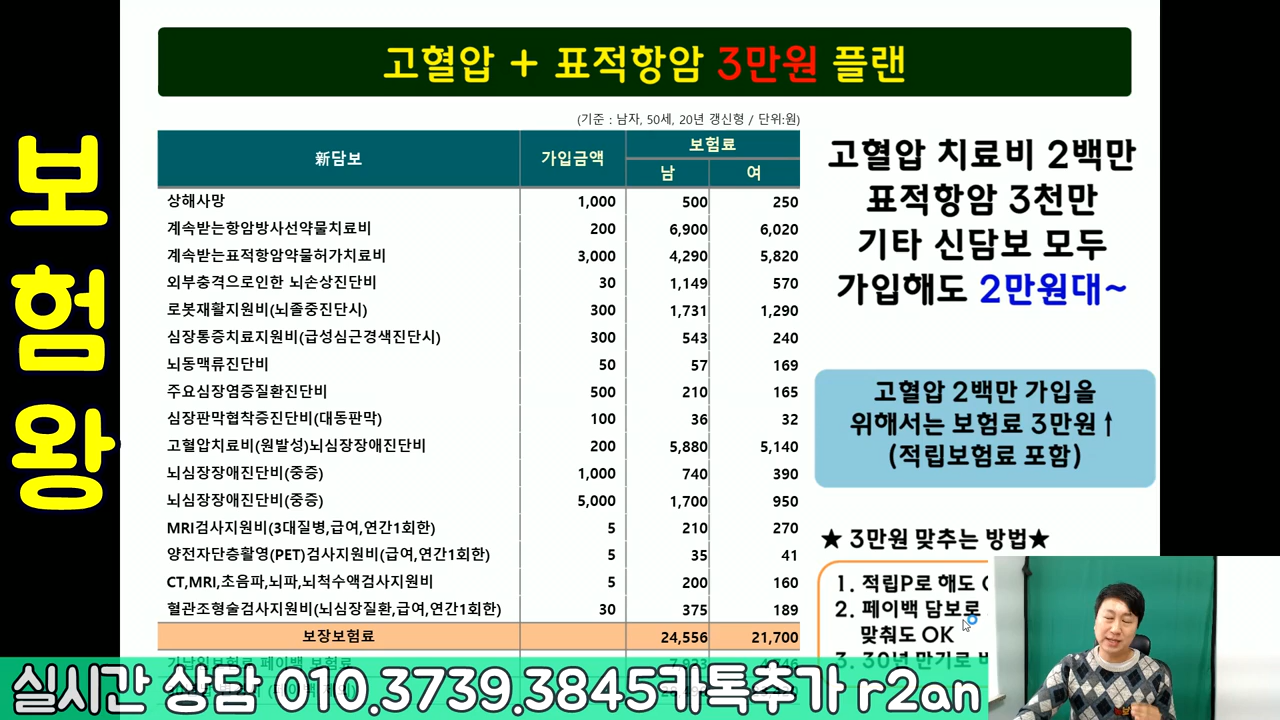 보험왕
고혈압 + 표적항암 3만원 플랜
(기준 : 남자, 50세, 20년 갱신형 / 단위:원)
新담보 가입금액 보험료
남 여
상해사망 1,000 500 250
계속받는항암방사선약물치료비 200 6,900 6,020
계속받는표적항암약물허가치료비 3,000 4,290 5,820
외부충격으로인한 뇌손상진단비 30 1,149 570
로봇재활지원비(뇌졸중진단시) 300 1,731 1,290
심장통증치료지원비(급성심근경색진단시) 300 543 240
뇌동맥류진단비 50 57 169
주요심장염증질환진단비 500 210 165
심장판막협착증진단비(대동판막) 100 36 32
고혈압치료비(원발성)뇌심장장애진단비 200 5,880 5,140
뇌심장장애진단비(중증) 1,000 740 390
뇌심장장애진단비(중증) 5,000 1,700 950
MRI검사지원비(3대질병,급여,연간1회한) 5 210 270
양전자단층촬영(PET)검사지원비(급여,연간1회한) 5 35 41
CT,MRI,초음파,뇌파,뇌척수액검사지원비 5 200 160
혈관조형술검사지원비(뇌심장질환,급여,연간1회한) 30 375 189
보장보험료 24,556 21,700
고혈압 치료비 2백만
표적항암 3천만
기타 신담보 모두
가입해도 2만원대~
고혈압 2백만 가입을
위해서는 보험료 3만원↑
(적립보험료 포함)
★ 3만원 맞추는 방법★
1. 적립P로 해도
2. 페이백 담보로
맞춰도 OK
3. 30년 만기로
실시간 상담 010.3739.3845카톡추가 r2an